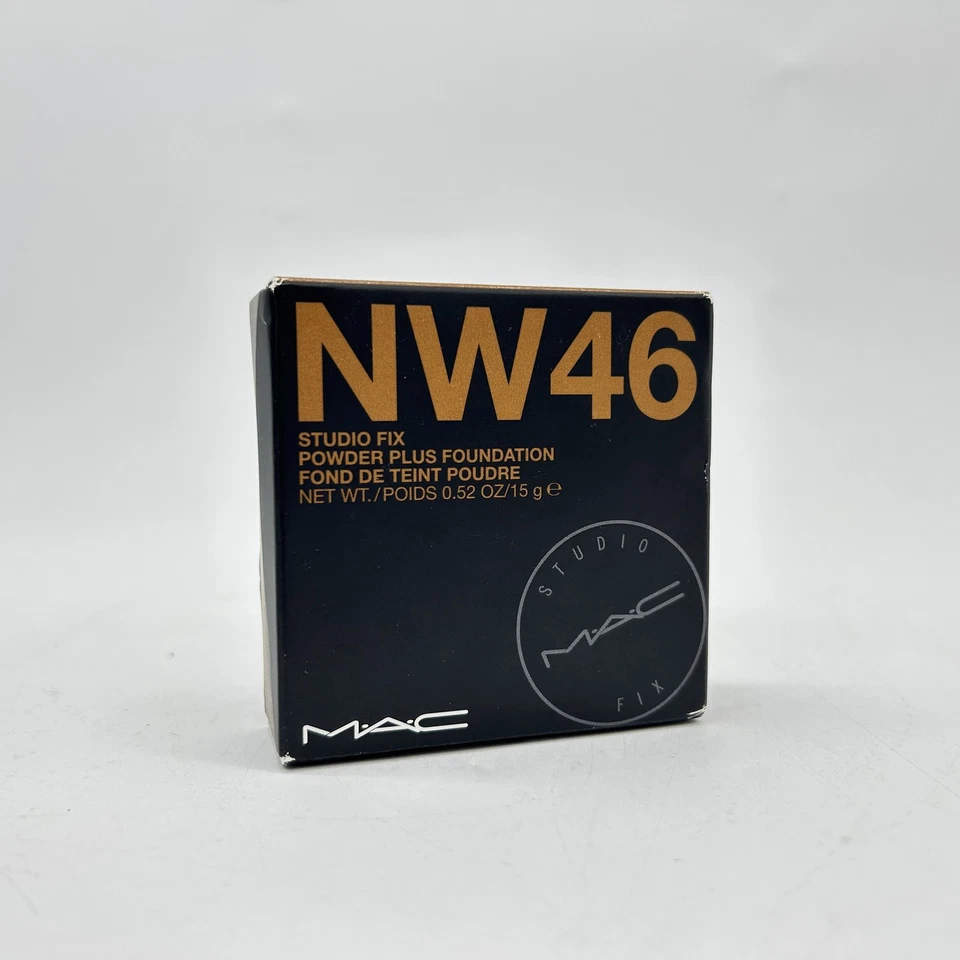 NW46
STUDIO FIX
POWDER PLUS FOUNDATION
FOND DE TEINT POUDRE
NET WT./POIDS 0.52 OZ/15 g ℮
STUDIO
M·A·C
FIX
M·A·C